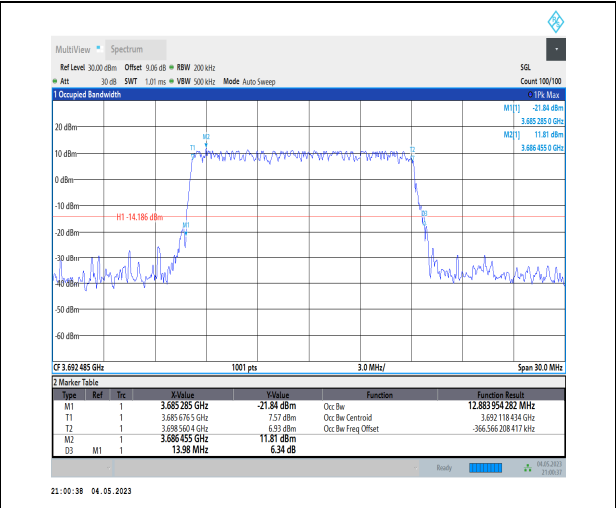 MultiView Spectrum
Ref Level 30.00 dBm Offset 9.06 dB RBW 200 kHz SGL
Att 30 dB SWT 1.01 ms VBW 500 kHz Mode Auto Sweep Count 100/100
1 Occupied Bandwidth 1Pk Max
M1[1] -21.84 dBm
3.685 285 0 GHz
M2[1] 11.81 dBm
3.686 455 0 GHz
20 dBm
M2
T1
T2
10 dBm
0 dBm
-10 dBm
D3
H1 -14.186 dBm
M1
-20 dBm
-30 dBm
-40 dBm
-50 dBm
-60 dBm
CF 3.692 485 GHz 1001 pts 3.0 MHz/ Span 30.0 MHz
2 Marker Table
Type Ref Trc X-Value Y-Value Function Function Result
M1 1 3.685 285 GHz -21.84 dBm Occ Bw 12.883 954 282 MHz
T1 1 3.685 676 5 GHz 7.57 dBm Occ Bw Centroid 3.692 118 434 GHz
T2 1 3.698 560 4 GHz 6.93 dBm Occ Bw Freq Offset -366.566 208 417 kHz
M2 1 3.686 455 GHz 11.81 dBm
D3 M1 1 13.98 MHz 6.34 dB
Ready 04.05.2023
21:00:37
21:00:38 04.05.2023